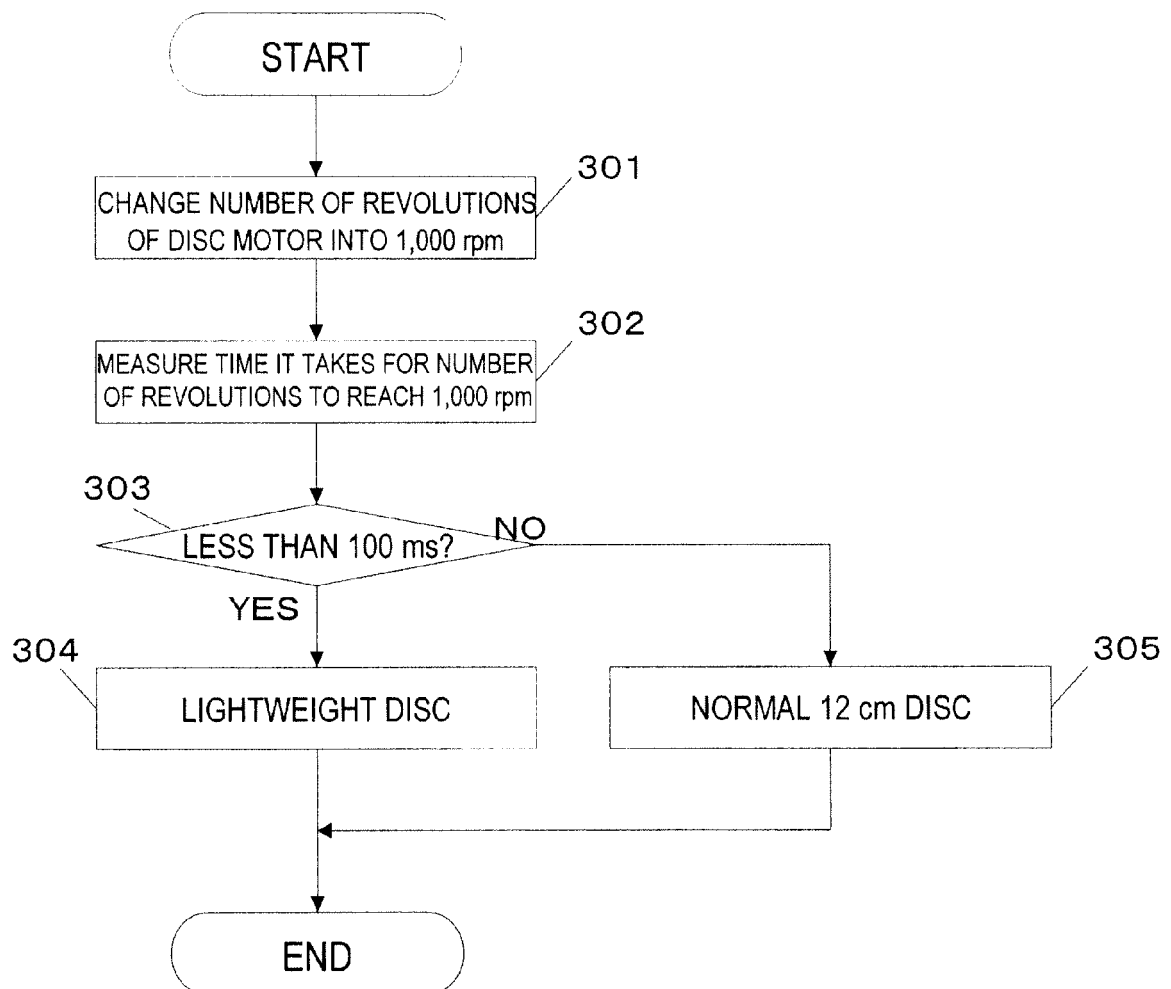 START
301
CHANGE NUMBER OF REVOLUTIONS
OF DISC MOTOR INTO 1,000 rpm
302
MEASURE TIME IT TAKES FOR NUMBER
OF REVOLUTIONS TO REACH 1,000 rpm
303
LESS THAN 100 ms?
NO
YES
304
LIGHTWEIGHT DISC
305
NORMAL 12 cm DISC
END